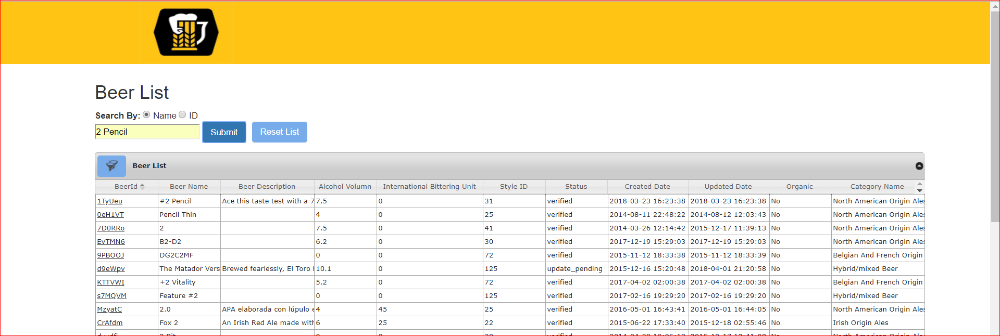 Beer List
Search By: Name ID
2 Pencil Submit Reset List
Beer List
BeerId Beer Name Beer Description Alcohol Volumn International Bittering Unit Style ID Status Created Date Updated Date Organic Category Name
1TyUeu #2 Pencil Ace this taste test with a 7 7.5 0 31 verified 2018-03-23 16:23:38 2018-03-23 16:23:38 No North American Origin Ales
0eH1VT Pencil Thin 4 0 25 verified 2014-08-11 22:48:22 2014-08-12 12:03:43 No North American Origin Ales
7D0RRo 2 7.5 0 41 verified 2014-03-26 12:14:42 2015-12-17 11:39:13 No North American Origin Ales
EvTMN6 B2-D2 6.2 0 30 verified 2017-12-19 15:29:03 2017-12-19 15:29:03 No North American Origin Ales
9PBOOJ DG2C2MF 0 0 72 verified 2015-11-12 18:33:38 2015-11-12 18:33:39 No Belgian And French Origin
d9eWpv The Matador Vers Brewed fearlessly, El Toro 10.1 0 125 update_pending 2015-12-16 15:20:48 2018-04-01 21:20:58 No Hybrid/mixed Beer
KTTVWI +2 Vitality 5.2 0 72 verified 2017-04-02 02:00:38 2017-04-02 02:00:38 No Belgian And French Origin
s7MQVM Feature #2 0 0 125 verified 2017-02-16 19:29:20 2017-02-16 19:29:20 No Hybrid/mixed Beer
MzyatC 2.0 APA elaborada con lúpulo e 4 45 25 verified 2016-05-01 16:43:41 2016-05-01 16:44:05 No North American Origin Ales
CrAfdm Fox 2 An Irish Red Ale made with 6 25 22 verified 2015-06-22 17:33:40 2015-12-18 02:55:46 No Irish Origin Ales